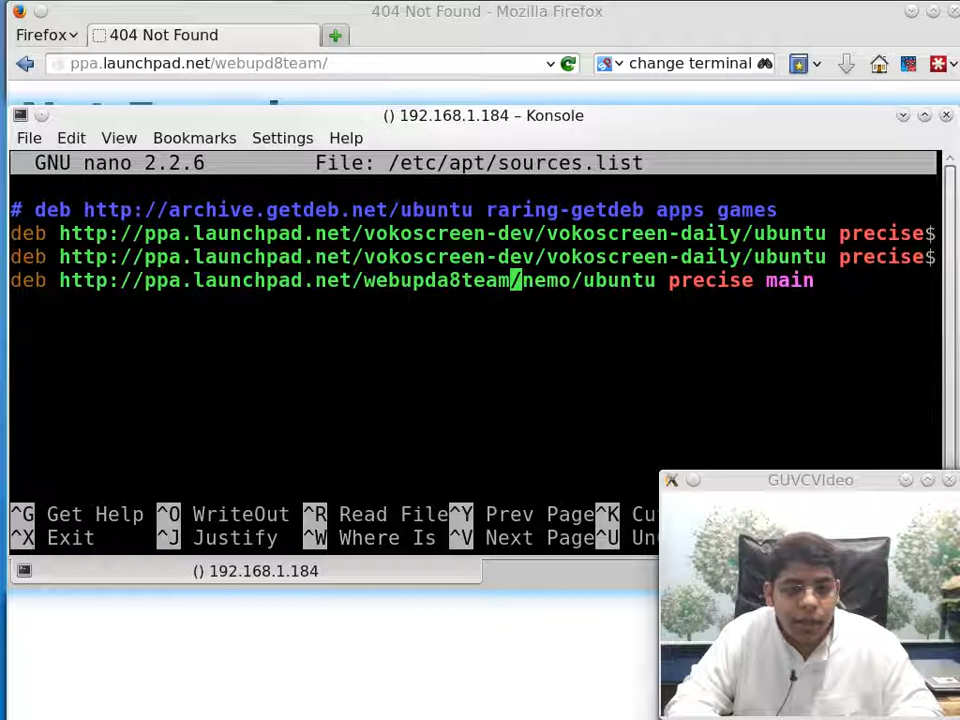 404 Not Found - Mozilla Firefox
Firefox
404 Not Found
ppa.launchpad.net/webupd8team/
change terminal
() 192.168.1.184 – Konsole
File Edit View Bookmarks Settings Help
GNU nano 2.2.6 File: /etc/apt/sources.list
# deb http://archive.getdeb.net/ubuntu raring-getdeb apps games
deb http://ppa.launchpad.net/vokoscreen-dev/vokoscreen-daily/ubuntu precise$
deb http://ppa.launchpad.net/vokoscreen-dev/vokoscreen-daily/ubuntu precise$
deb http://ppa.launchpad.net/webupda8team/nemo/ubuntu precise main
GUVCVideo
^G Get Help ^O WriteOut ^R Read File ^Y Prev Page ^K Cu
^X Exit ^J Justify ^W Where Is ^V Next Page ^U Un
() 192.168.1.184